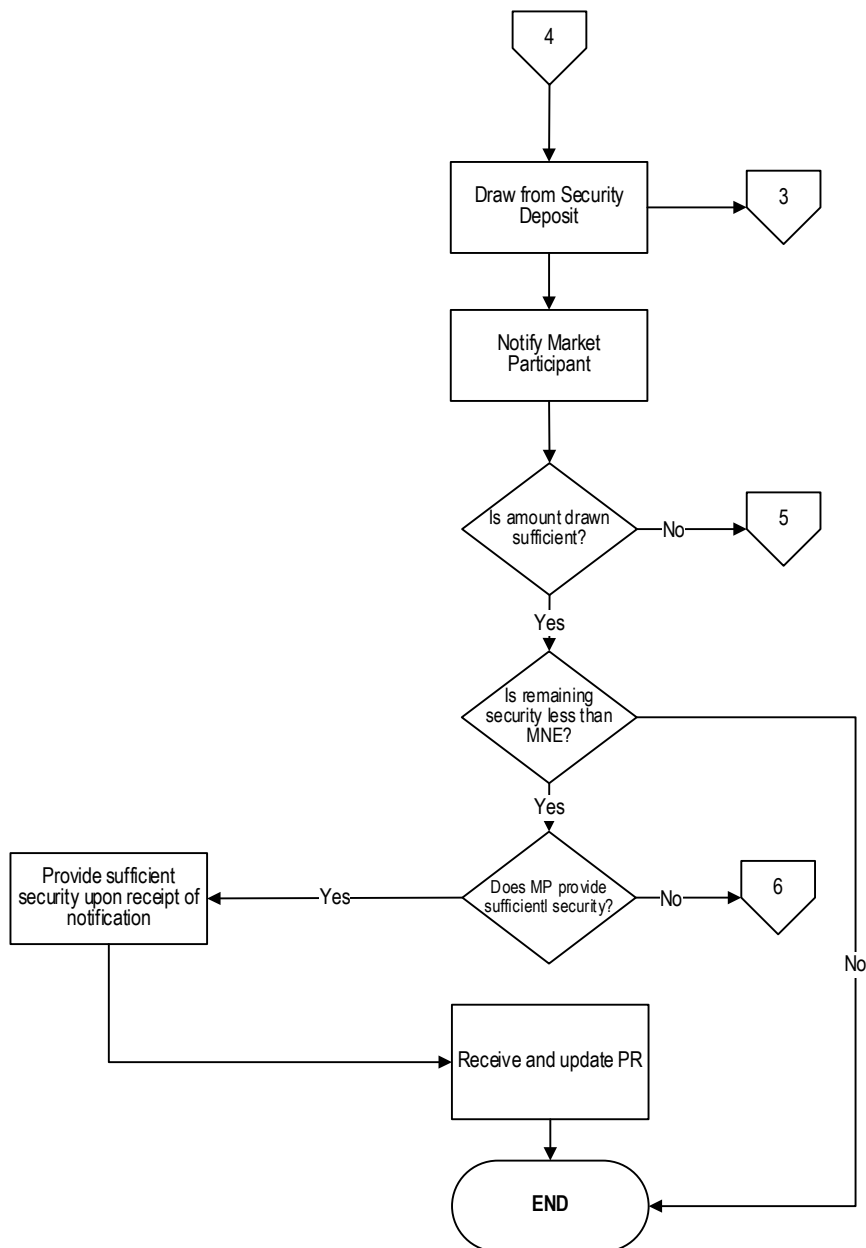 4
Draw from Security
Deposit
3
Notify Market
Participant
Is amount drawn
sufficient?
No
5
Yes
Is remaining
security less than
MNE?
Yes
Provide sufficient
security upon receipt of
notification
Yes
Does MP provide
sufficientl security?
No
6
No
Receive and update PR
END